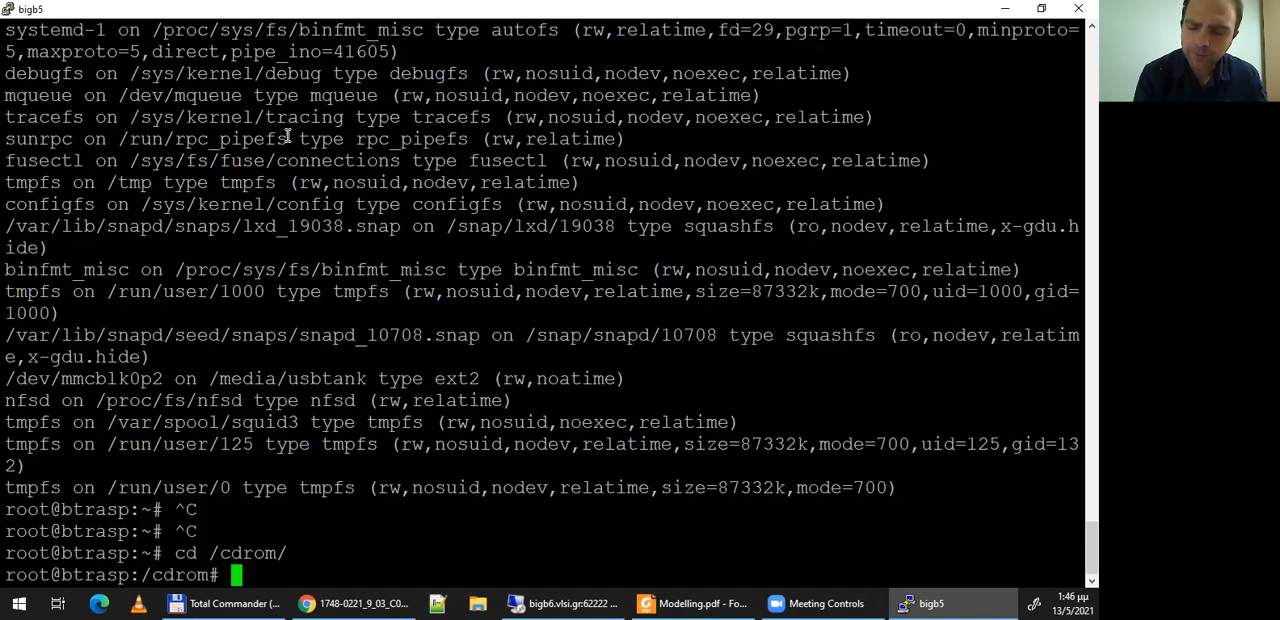 bigb5
systemd-1 on /proc/sys/fs/binfmt_misc type autofs (rw,relatime,fd=29,pgrp=1,timeout=0,minproto=
5,maxproto=5,direct,pipe_ino=41605)
debugfs on /sys/kernel/debug type debugfs (rw,nosuid,nodev,noexec,relatime)
mqueue on /dev/mqueue type mqueue (rw,nosuid,nodev,noexec,relatime)
tracefs on /sys/kernel/tracing type tracefs (rw,nosuid,nodev,noexec,relatime)
sunrpc on /run/rpc_pipefs type rpc_pipefs (rw,relatime)
fusectl on /sys/fs/fuse/connections type fusectl (rw,nosuid,nodev,noexec,relatime)
tmpfs on /tmp type tmpfs (rw,nosuid,nodev,relatime)
configfs on /sys/kernel/config type configfs (rw,nosuid,nodev,noexec,relatime)
/var/lib/snapd/snaps/lxd_19038.snap on /snap/lxd/19038 type squashfs (ro,nodev,relatime,x-gdu.h
ide)
binfmt_misc on /proc/sys/fs/binfmt_misc type binfmt_misc (rw,nosuid,nodev,noexec,relatime)
tmpfs on /run/user/1000 type tmpfs (rw,nosuid,nodev,relatime,size=87332k,mode=700,uid=1000,gid=
1000)
/var/lib/snapd/seed/snaps/snapd_10708.snap on /snap/snapd/10708 type squashfs (ro,nodev,relatim
e,x-gdu.hide)
/dev/mmcblk0p2 on /media/usbtank type ext2 (rw,noatime)
nfsd on /proc/fs/nfsd type nfsd (rw,relatime)
tmpfs on /var/spool/squid3 type tmpfs (rw,nosuid,noexec,relatime)
tmpfs on /run/user/125 type tmpfs (rw,nosuid,nodev,relatime,size=87332k,mode=700,uid=125,gid=13
2)
tmpfs on /run/user/0 type tmpfs (rw,nosuid,nodev,relatime,size=87332k,mode=700)
root@btrasp:~# ^C
root@btrasp:~# ^C
root@btrasp:~# cd /cdrom/
root@btrasp:/cdrom#
Total Commander (... 1748-0221_9_03_C0... bigb6.vlsi.gr:62222 ... Modelling.pdf - Fo... Meeting Controls bigb5 1:46 μμ
13/5/2021